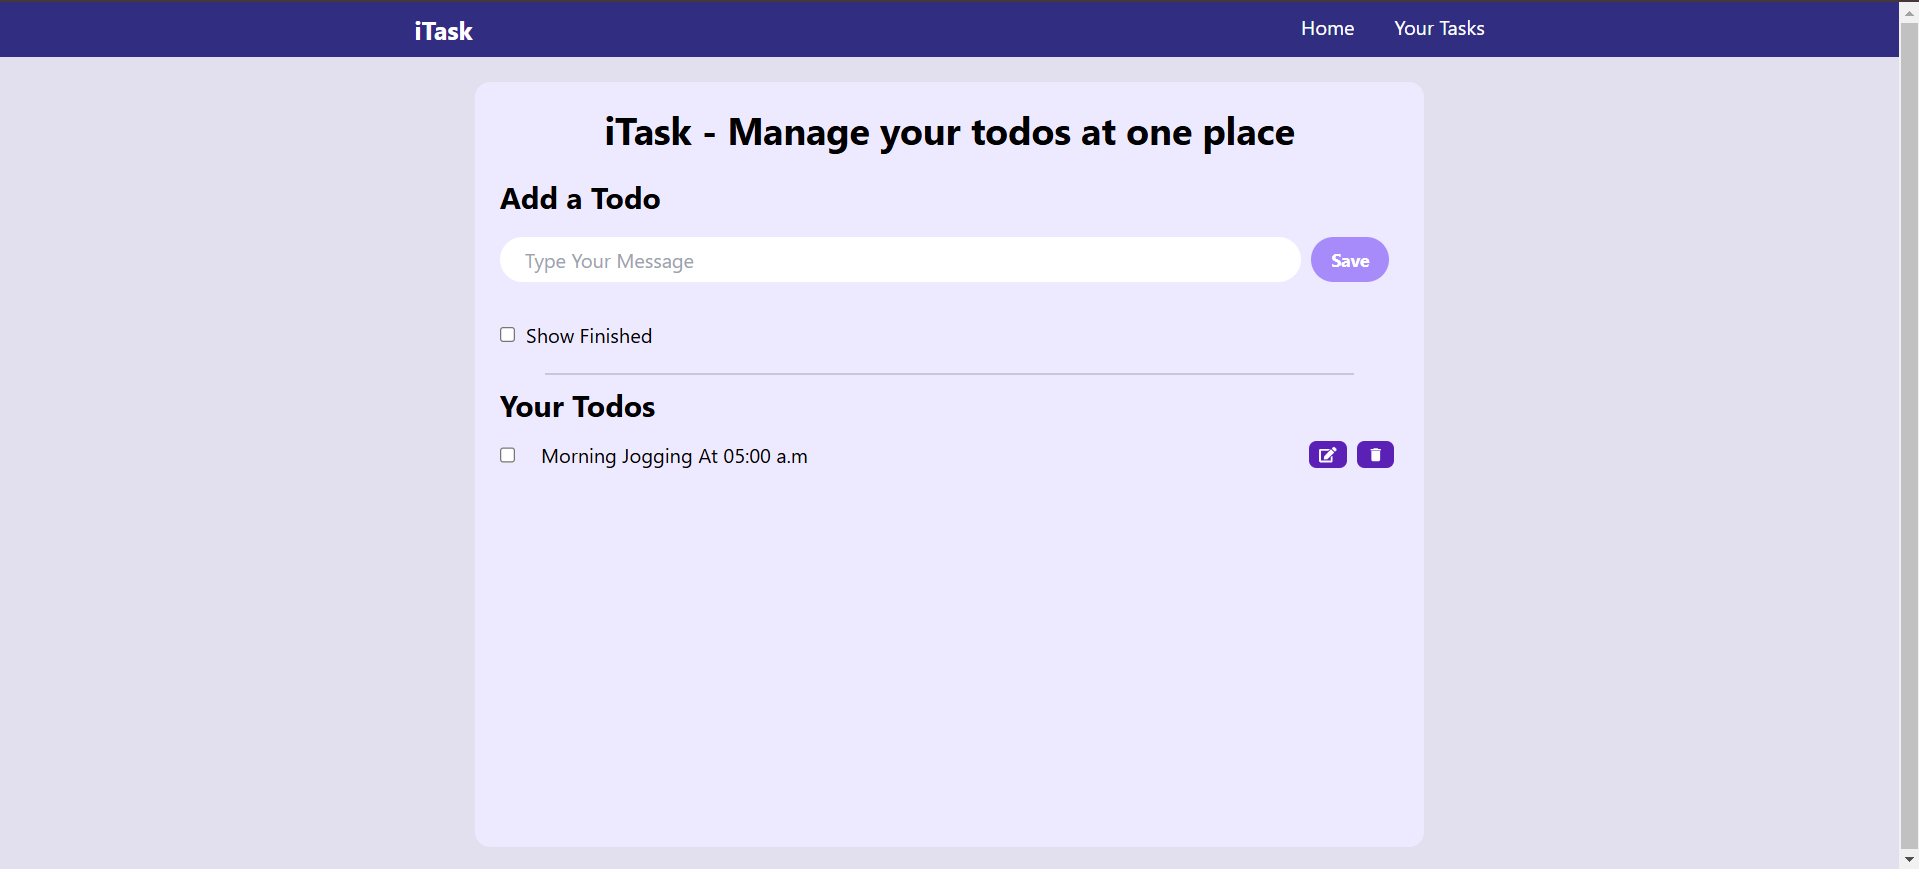 iTask
Home Your Tasks
iTask - Manage your todos at one place
Add a Todo
Type Your Message Save
Show Finished
Your Todos
Morning Jogging At 05:00 a.m